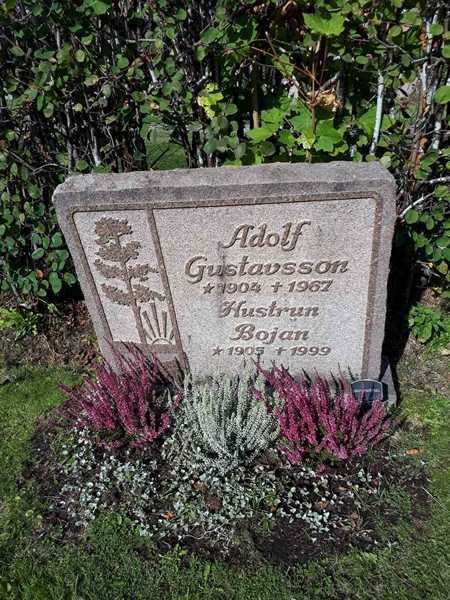 Adolf
Gustavsson
* 1904 † 1967
Hustrun
Bojan
* 1905 † 1999